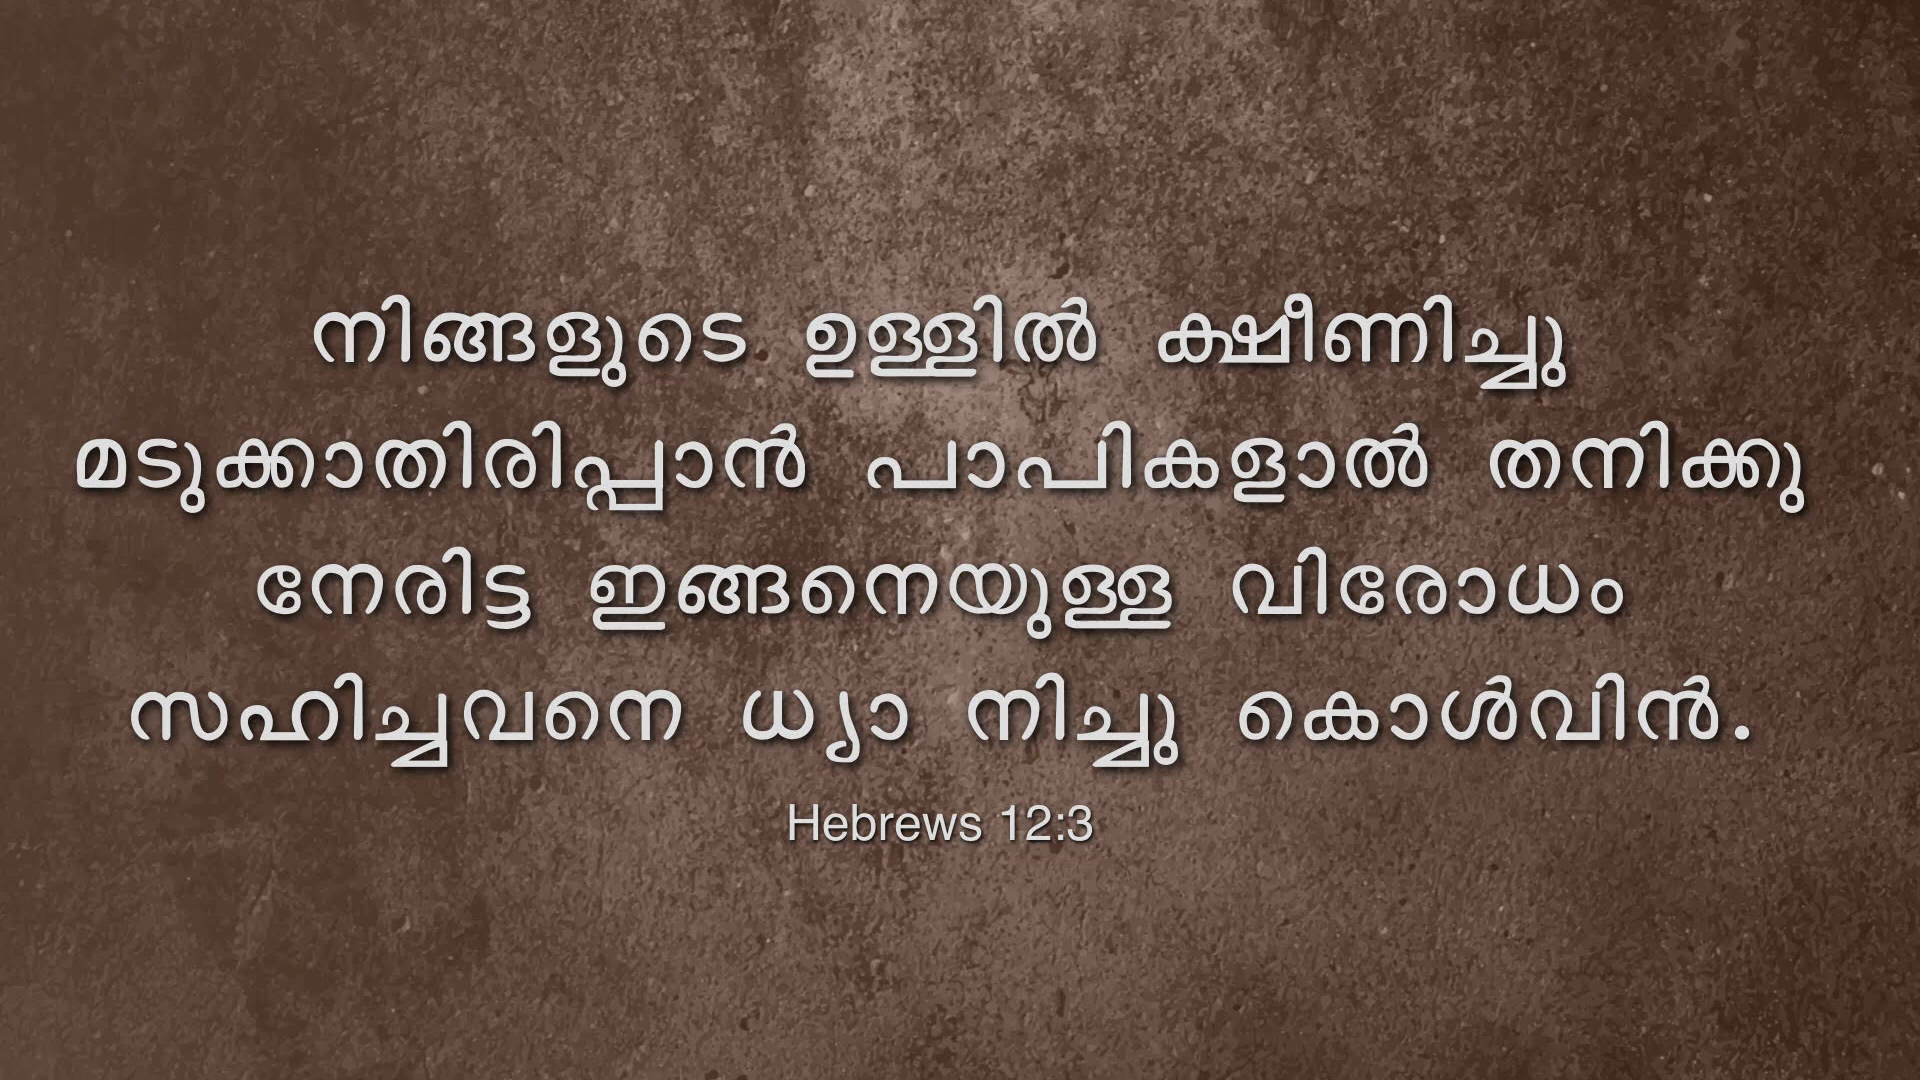 നിങ്ങളുടെ ഉള്ളിൽ ക്ഷീണിച്ചു
മടുക്കാതിരിപ്പാൻ പാപികളാൽ തനിക്കു
നേരിട്ട ഇങ്ങനെയുള്ള വിരോധം
സഹിച്ചവനെ ധ്യാ നിച്ചു കൊൾവിൻ.
Hebrews 12:3